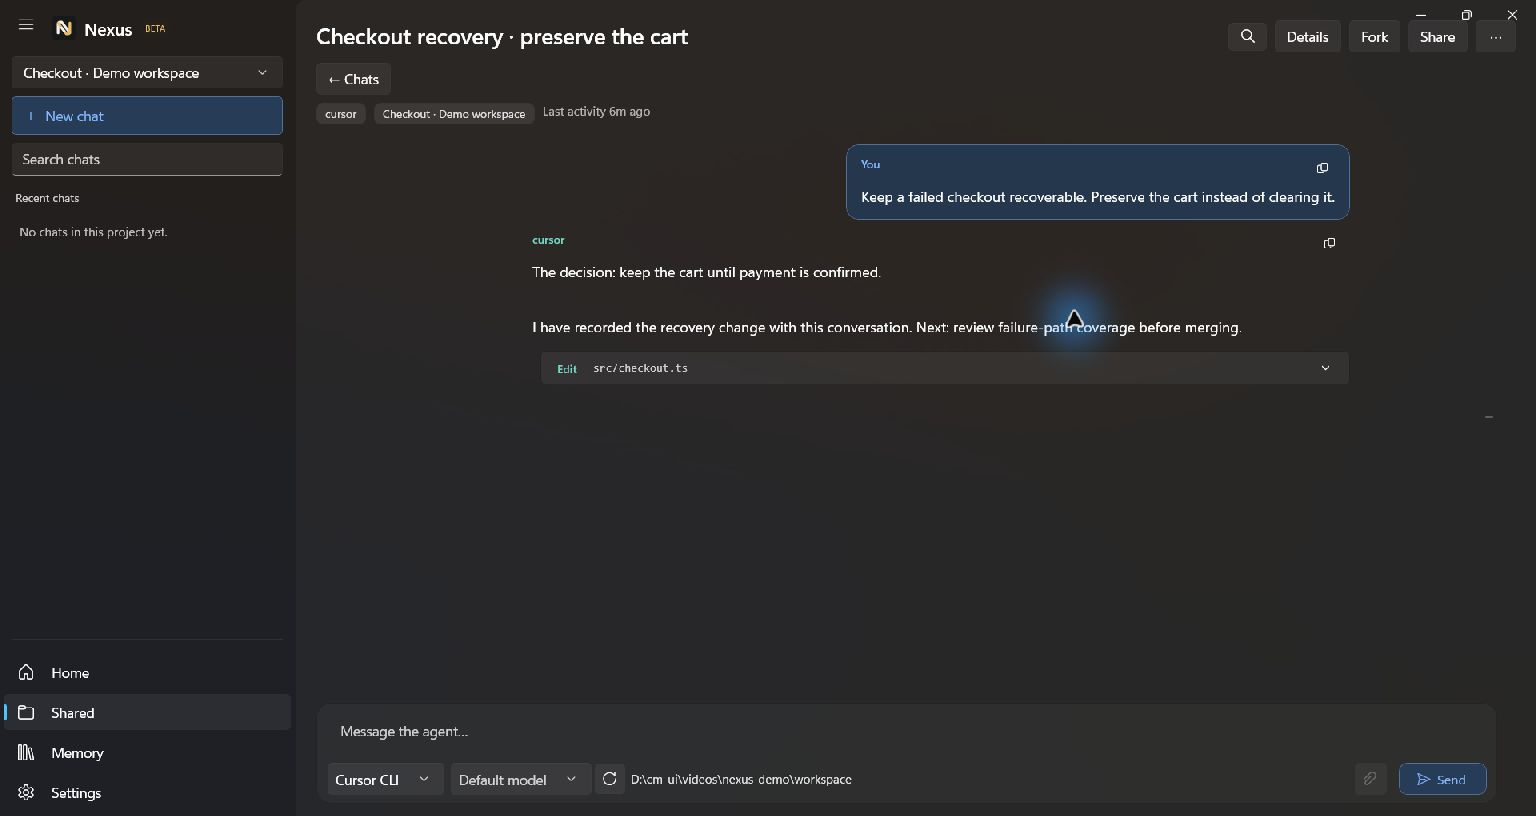 Nexus BETA
Checkout · Demo workspace
+ New chat
Search chats
Recent chats
No chats in this project yet.
Home
Shared
Memory
Settings
Checkout recovery · preserve the cart
Details
Fork
Share
...
← Chats
cursor
Checkout · Demo workspace
Last activity 6m ago
You
Keep a failed checkout recoverable. Preserve the cart instead of clearing it.
cursor
The decision: keep the cart until payment is confirmed.
I have recorded the recovery change with this conversation. Next: review failure-path coverage before merging.
Edit src/checkout.ts
Message the agent...
Cursor CLI
Default model
D:\cm_ui\videos\nexus_demo\workspace
Send